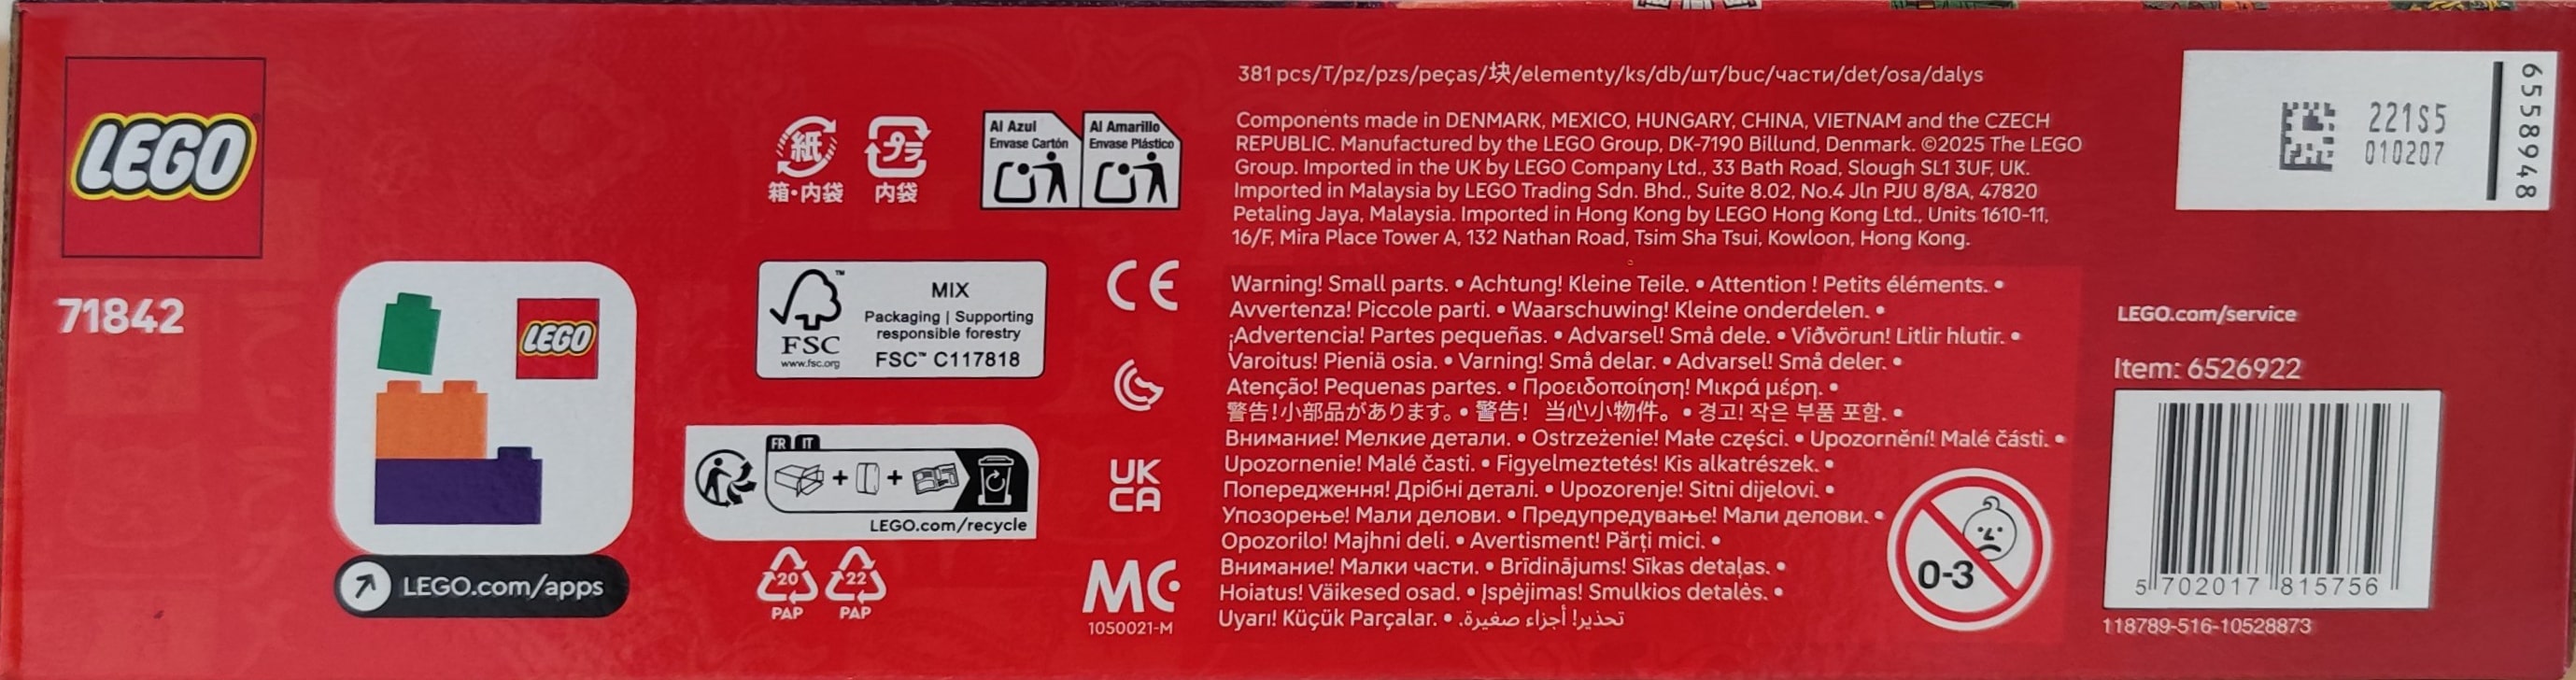 LEGO
71842
LEGO
LEGO.com/apps
紙
箱・内袋
プラ
内袋
Al Azul
Envase Cartón
Al Amarillo
Envase Plástico
FSC
www.fsc.org
MIX
Packaging | Supporting
responsible forestry
FSC™ C117818
FR IT
LEGO.com/recycle
20
PAP
22
PAP
CE
UK
CA
MC
1050021-M
381 pcs/T/pz/pzs/peças/块/elementy/ks/db/шт/buc/части/det/osa/dalys
Components made in DENMARK, MEXICO, HUNGARY, CHINA, VIETNAM and the CZECH
REPUBLIC. Manufactured by the LEGO Group, DK-7190 Billund, Denmark. ©2025 The LEGO
Group. Imported in the UK by LEGO Company Ltd., 33 Bath Road, Slough SL1 3UF, UK.
Imported in Malaysia by LEGO Trading Sdn. Bhd., Suite 8.02, No.4 Jln PJU 8/8A, 47820
Petaling Jaya, Malaysia. Imported in Hong Kong by LEGO Hong Kong Ltd., Units 1610-11,
16/F, Mira Place Tower A, 132 Nathan Road, Tsim Sha Tsui, Kowloon, Hong Kong.
Warning! Small parts. • Achtung! Kleine Teile. • Attention ! Petits éléments. •
Avvertenza! Piccole parti. • Waarschuwing! Kleine onderdelen. •
¡Advertencia! Partes pequeñas. • Advarsel! Små dele. • Viðvörun! Litlir hlutir. •
Varoitus! Pieniä osia. • Varning! Små delar. • Advarsel! Små deler. •
Atenção! Pequenas partes. • Προειδοποίηση! Μικρά μέρη. •
警告!小部品があります。• 警告! 当心小物件。• 경고! 작은 부품 포함. •
Внимание! Мелкие детали. • Ostrzeżenie! Małe części. • Upozornění! Malé části. •
Upozornenie! Malé časti. • Figyelmeztetés! Kis alkatrészek. •
Попередження! Дрібні деталі. • Upozorenje! Sitni dijelovi. •
Упозорење! Мали делови. • Предупредување! Мали делови. •
Opozorilo! Majhni deli. • Avertisment! Părți mici. •
Внимание! Малки части. • Brīdinājums! Sīkas detaļas. •
Hoiatus! Väikesed osad. • Įspėjimas! Smulkios detalės. •
Uyarı! Küçük Parçalar. • تحذير! أجزاء صغيرة.
0-3
221S5
010207
6558948
LEGO.com/service
Item: 6526922
5 702017 815756
118789-516-10528873